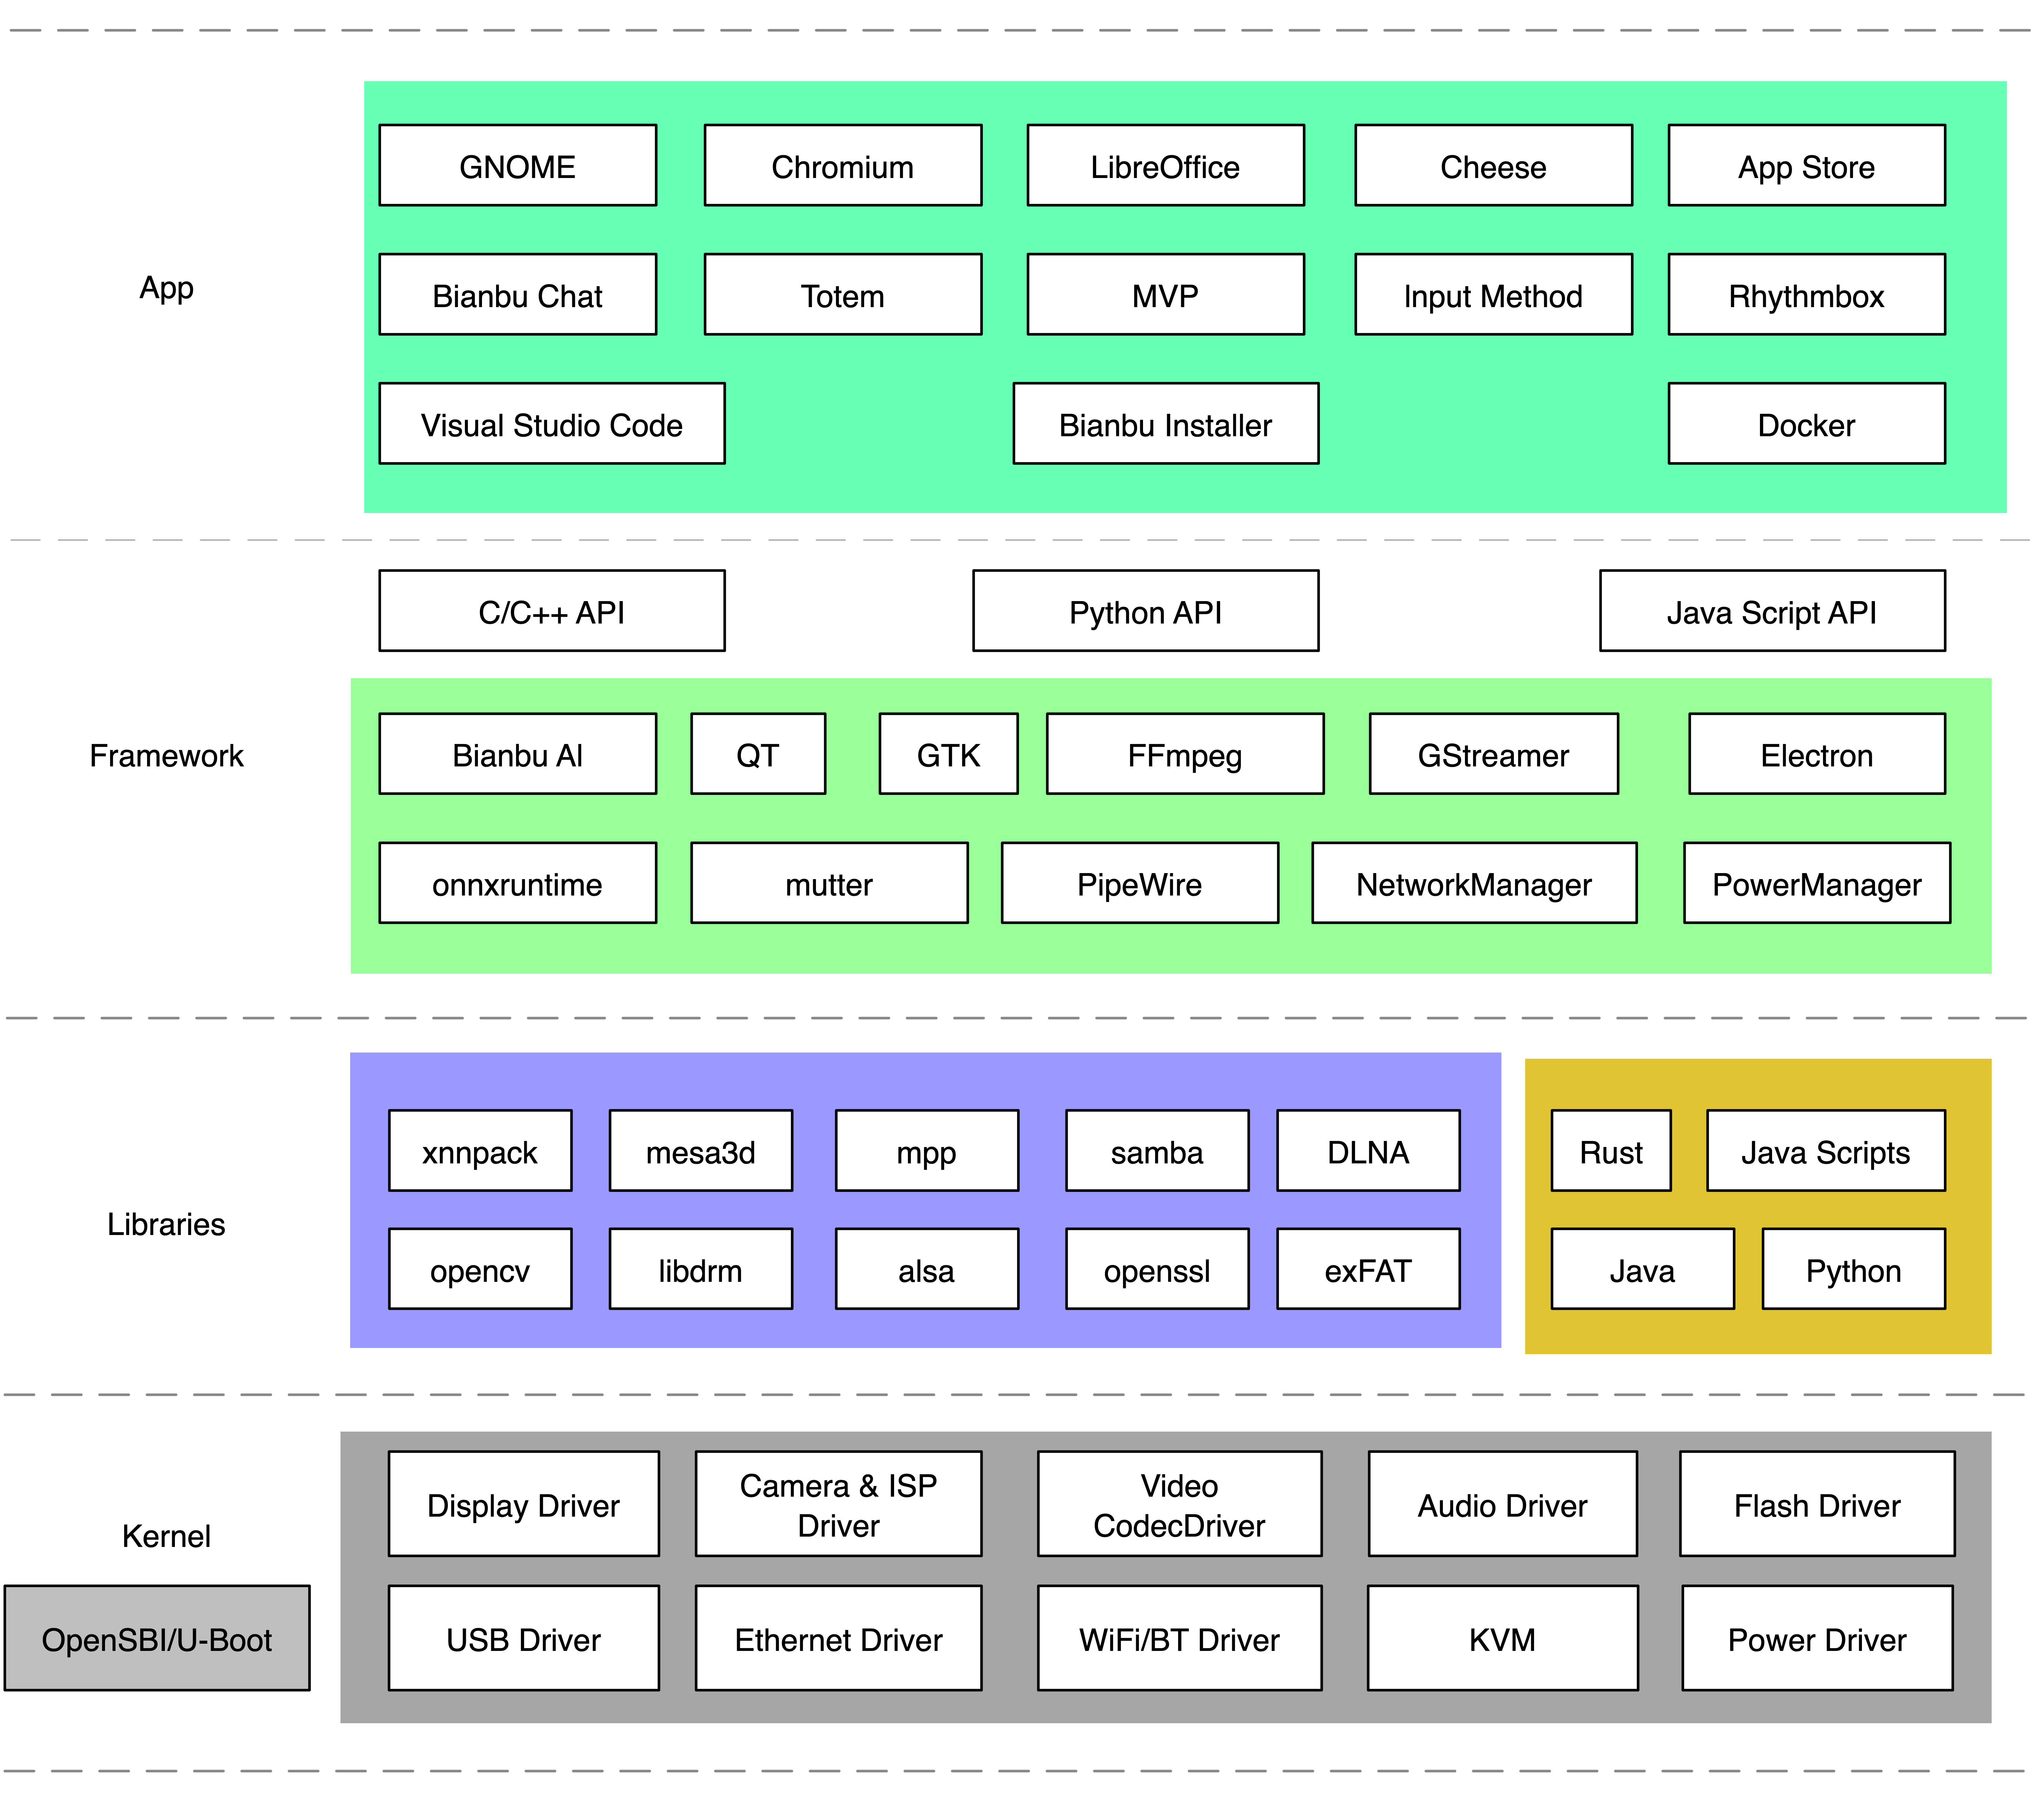 App
GNOME
Chromium
LibreOffice
Cheese
App Store
Bianbu Chat
Totem
MVP
Input Method
Rhythmbox
Visual Studio Code
Bianbu Installer
Docker
Framework
C/C++ API
Python API
Java Script API
Bianbu AI
QT
GTK
FFmpeg
GStreamer
Electron
onnxruntime
mutter
PipeWire
NetworkManager
PowerManager
Libraries
xnnpack
mesa3d
mpp
samba
DLNA
opencv
libdrm
alsa
openssl
exFAT
Rust
Java Scripts
Java
Python
Kernel
OpenSBI/U-Boot
Display Driver
Camera & ISP
Driver
Video
CodecDriver
Audio Driver
Flash Driver
USB Driver
Ethernet Driver
WiFi/BT Driver
KVM
Power Driver